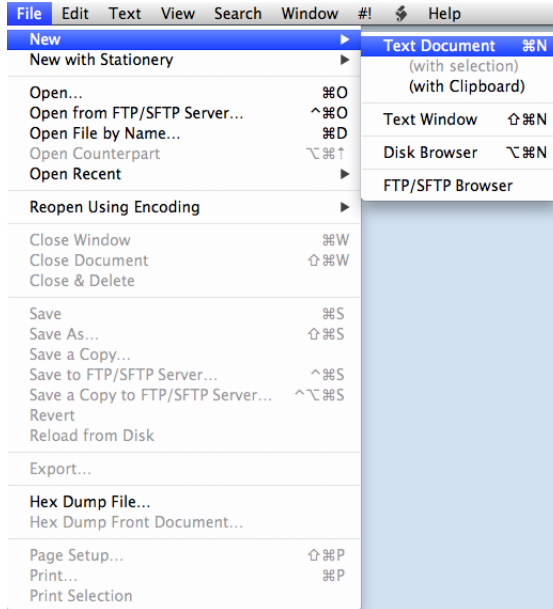 File Edit Text View Search Window #! Help
New ▶
New with Stationery ▶
Open... ⌘O
Open from FTP/SFTP Server... ^⌘O
Open File by Name... ⌘D
Open Counterpart ⌥⌘↑
Open Recent ▶
Reopen Using Encoding ▶
Close Window ⌘W
Close Document ⇧⌘W
Close & Delete
Save ⌘S
Save As... ⇧⌘S
Save a Copy...
Save to FTP/SFTP Server... ^⌘S
Save a Copy to FTP/SFTP Server... ^⌥⌘S
Revert
Reload from Disk
Export...
Hex Dump File...
Hex Dump Front Document...
Page Setup... ⇧⌘P
Print... ⌘P
Print Selection
Text Document ⌘N
(with selection)
(with Clipboard)
Text Window ⇧⌘N
Disk Browser ⌥⌘N
FTP/SFTP Browser